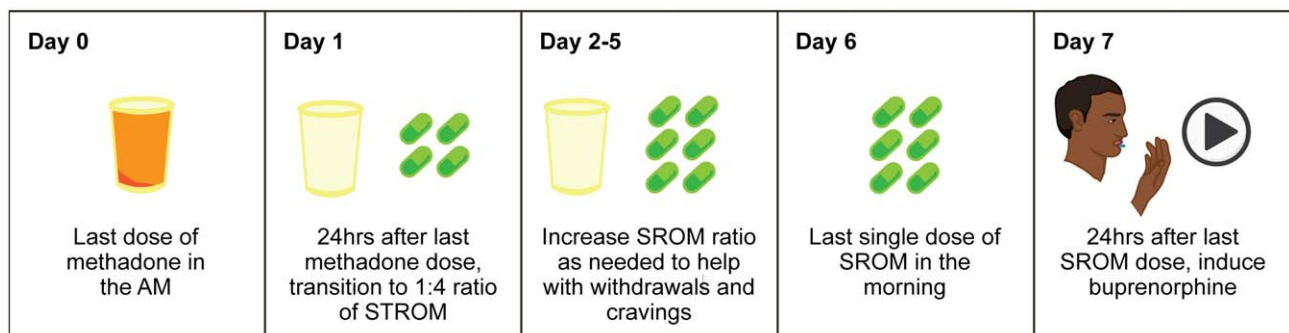 Day 0
Last dose of
methadone in
the AM
Day 1
24hrs after last
methadone dose,
transition to 1:4 ratio
of STROM
Day 2-5
Increase SROM ratio
as needed to help
with withdrawals and
cravings
Day 6
Last single dose of
SROM in the
morning
Day 7
24hrs after last
SROM dose, induce
buprenorphine